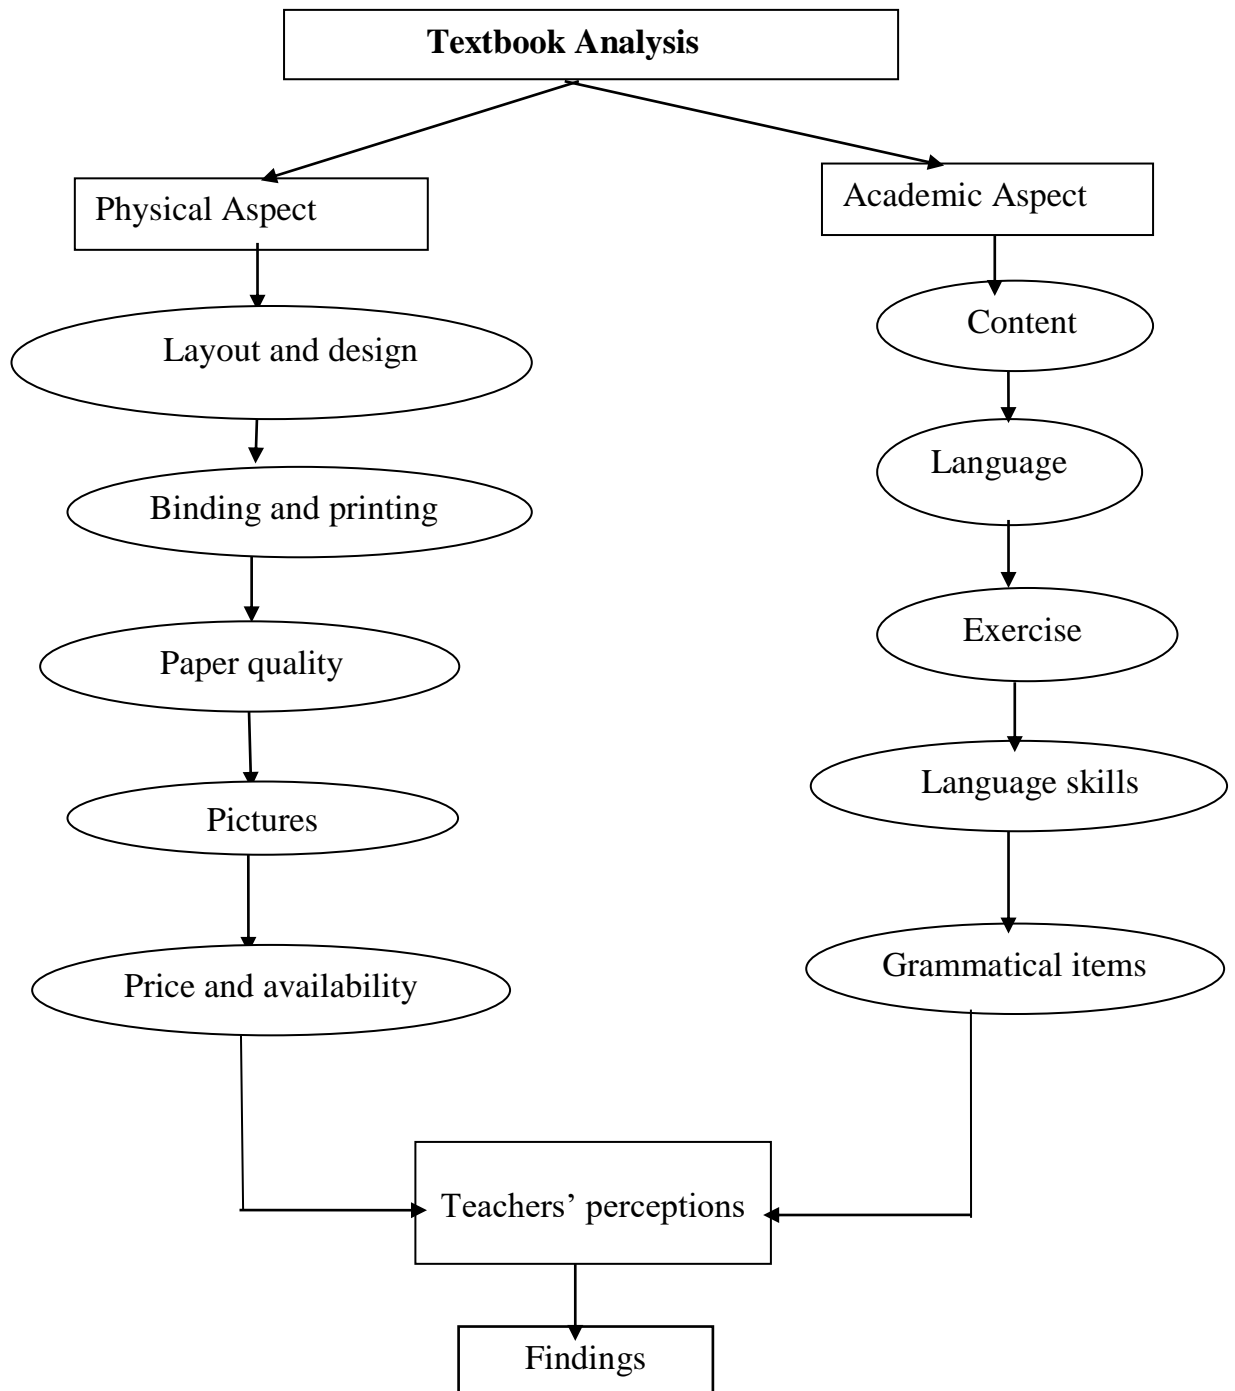 Textbook Analysis
Physical Aspect
Academic Aspect
Layout and design
Content
Binding and printing
Language
Paper quality
Exercise
Pictures
Language skills
Price and availability
Grammatical items
Teachers’ perceptions
Findings